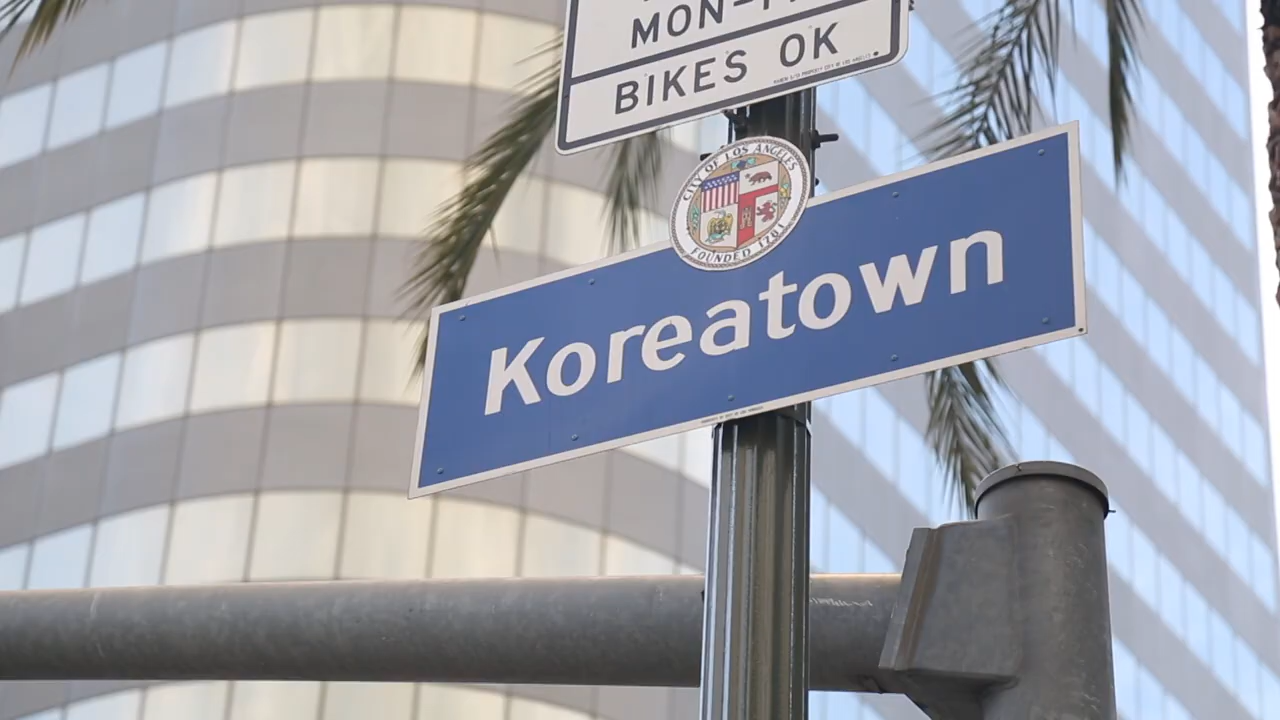 MON-
BIKES OK
CITY OF LOS ANGELES
FOUNDED 1781
Koreatown